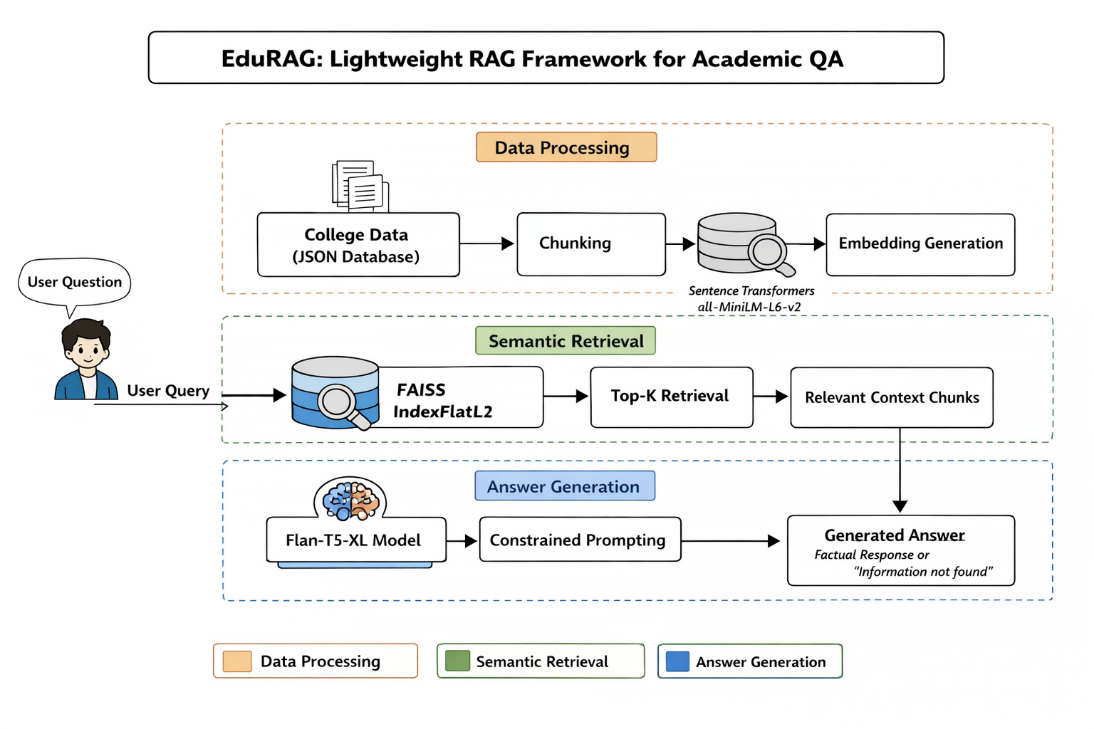 EduRAG: Lightweight RAG Framework for Academic QA
Data Processing
College Data
(JSON Database)
Chunking
Sentence Transformers
all-MiniLM-L6-v2
Embedding Generation
User Question
User Query
Semantic Retrieval
FAISS
IndexFlatL2
Top-K Retrieval
Relevant Context Chunks
Answer Generation
Flan-T5-XL Model
Constrained Prompting
Generated Answer
Factual Response or
"Information not found"
Data Processing
Semantic Retrieval
Answer Generation